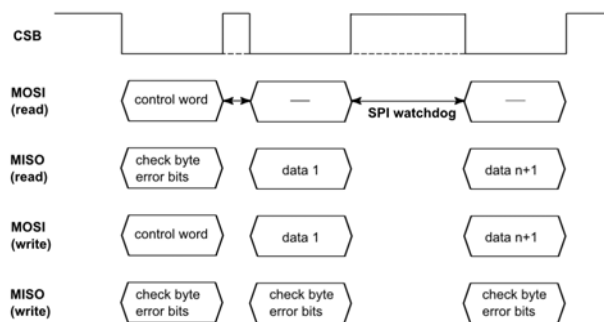 CSB
MOSI
(read)
control word
—
—
SPI watchdog
MISO
(read)
check byte
error bits
data 1
data n+1
MOSI
(write)
control word
data 1
data n+1
MISO
(write)
check byte
error bits
check byte
error bits
check byte
error bits